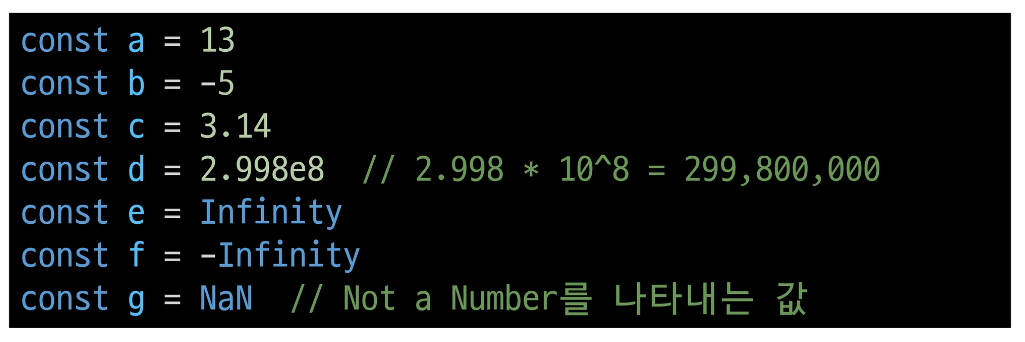 const a = 13
const b = -5
const c = 3.14
const d = 2.998e8  // 2.998 * 10^8 = 299,800,000
const e = Infinity
const f = -Infinity
const g = NaN  // Not a Number를 나타내는 값